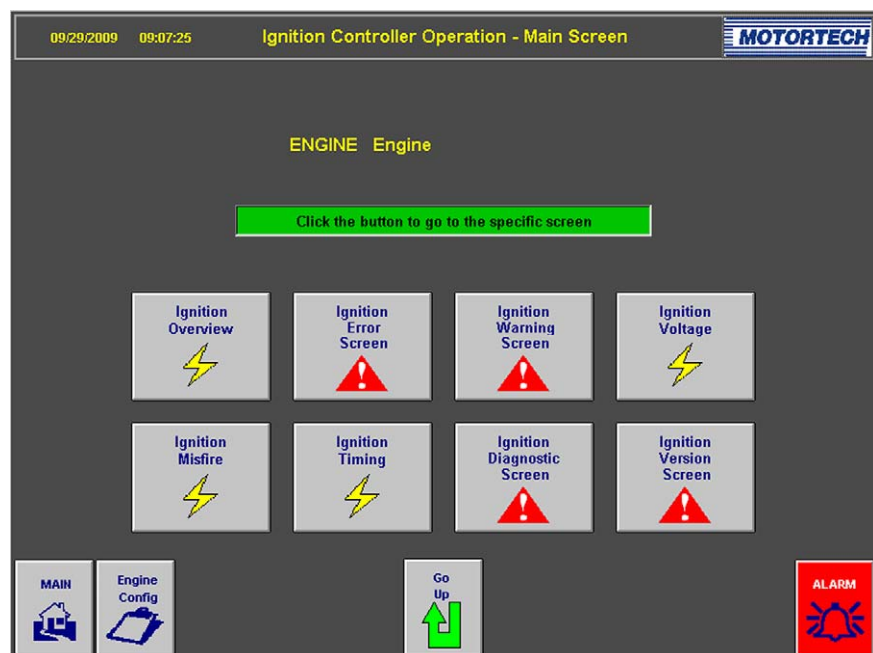 09/29/2009 09:07:25 Ignition Controller Operation - Main Screen MOTORTECH
ENGINE Engine
Click the button to go to the specific screen
Ignition
Overview
Ignition
Error
Screen
Ignition
Warning
Screen
Ignition
Voltage
Ignition
Misfire
Ignition
Timing
Ignition
Diagnostic
Screen
Ignition
Version
Screen
MAIN
Engine
Config
Go
Up
ALARM